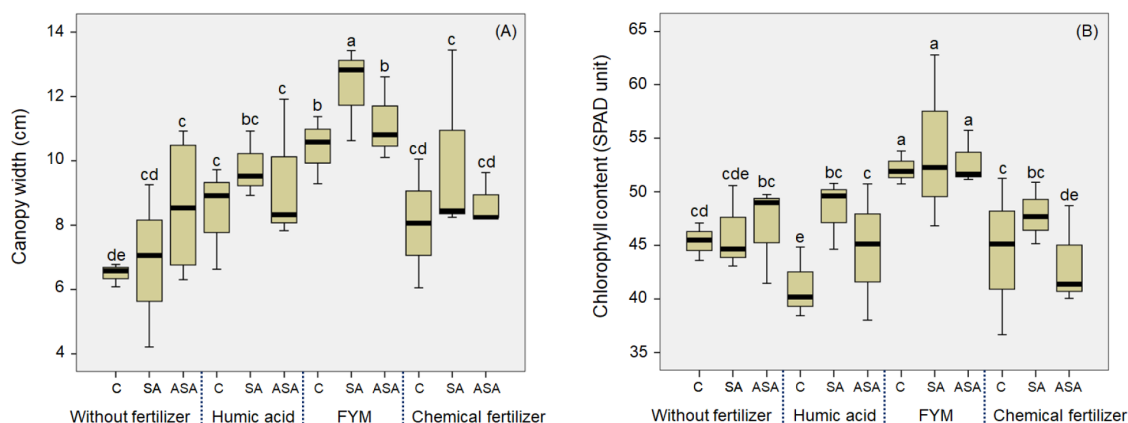 (A)
Canopy width (cm)
14
12
10
8
6
4
de
cd
c
c
bc
c
b
a
b
cd
c
c
C SA ASA C SA ASA C SA ASA C SA ASA
Without fertilizer Humic acid FYM Chemical fertilizer
(B)
Chlorophyll content (SPAD unit)
65
60
55
50
45
40
35
cd
cde
bc
e
bc
c
a
a
a
c
bc
de
C SA ASA C SA ASA C SA ASA C SA ASA
Without fertilizer Humic acid FYM Chemical fertilizer